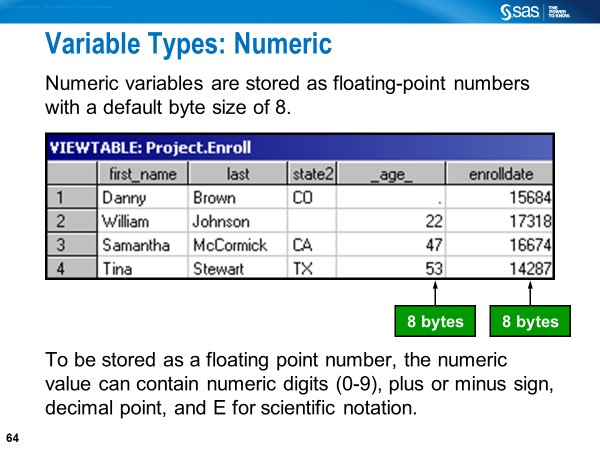 sas THE POWER TO KNOW.
Variable Types: Numeric
Numeric variables are stored as floating-point numbers
with a default byte size of 8.
VIEWTABLE: Project.Enroll
first_name last state2 _age_ enrolldate
1 Danny Brown CO . 15684
2 William Johnson 22 17318
3 Samantha McCormick CA 47 16674
4 Tina Stewart TX 53 14287
8 bytes 8 bytes
To be stored as a floating point number, the numeric
value can contain numeric digits (0-9), plus or minus sign,
decimal point, and E for scientific notation.
64